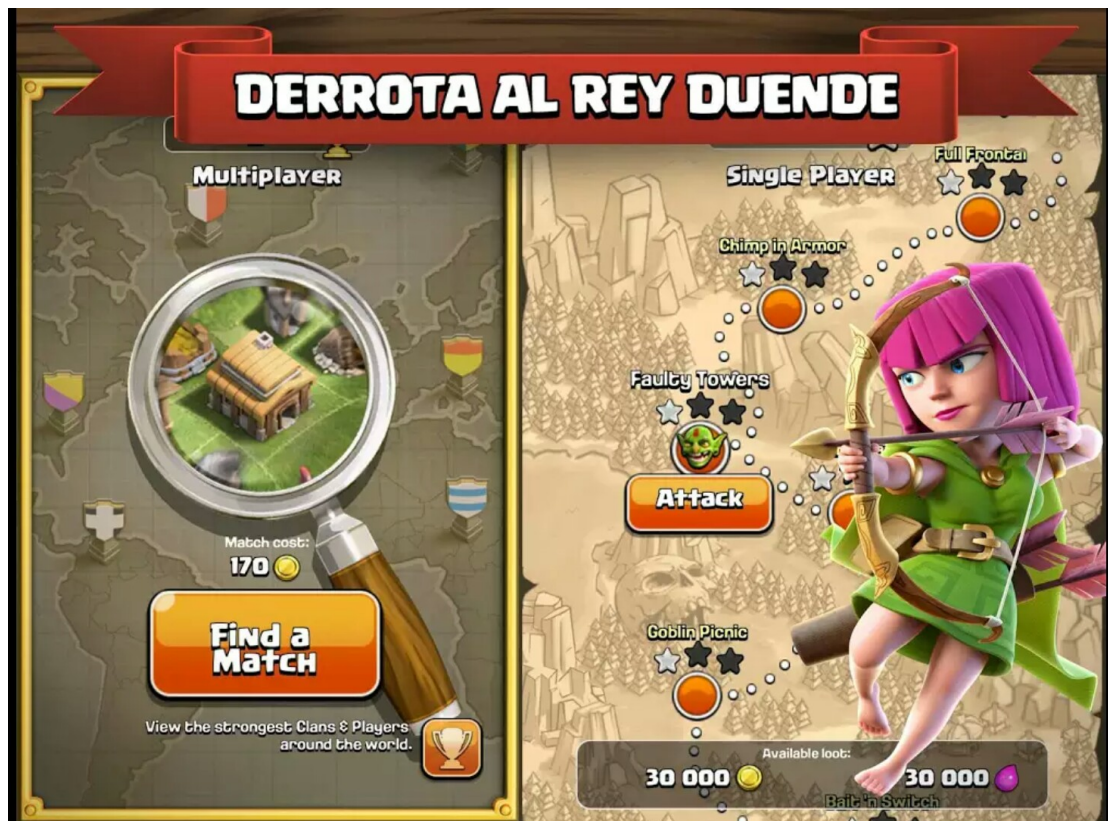 DERROTA AL REY DUENDE
Multiplayer
Match cost:
170
Find a
Match
View the strongest Clans & Players
around the world.
Single Player
Full Frontal
Chimp in Armor
Faulty Towers
Attack
Goblin Picnic
Available loot:
30 000
30 000
Bait 'n Switch